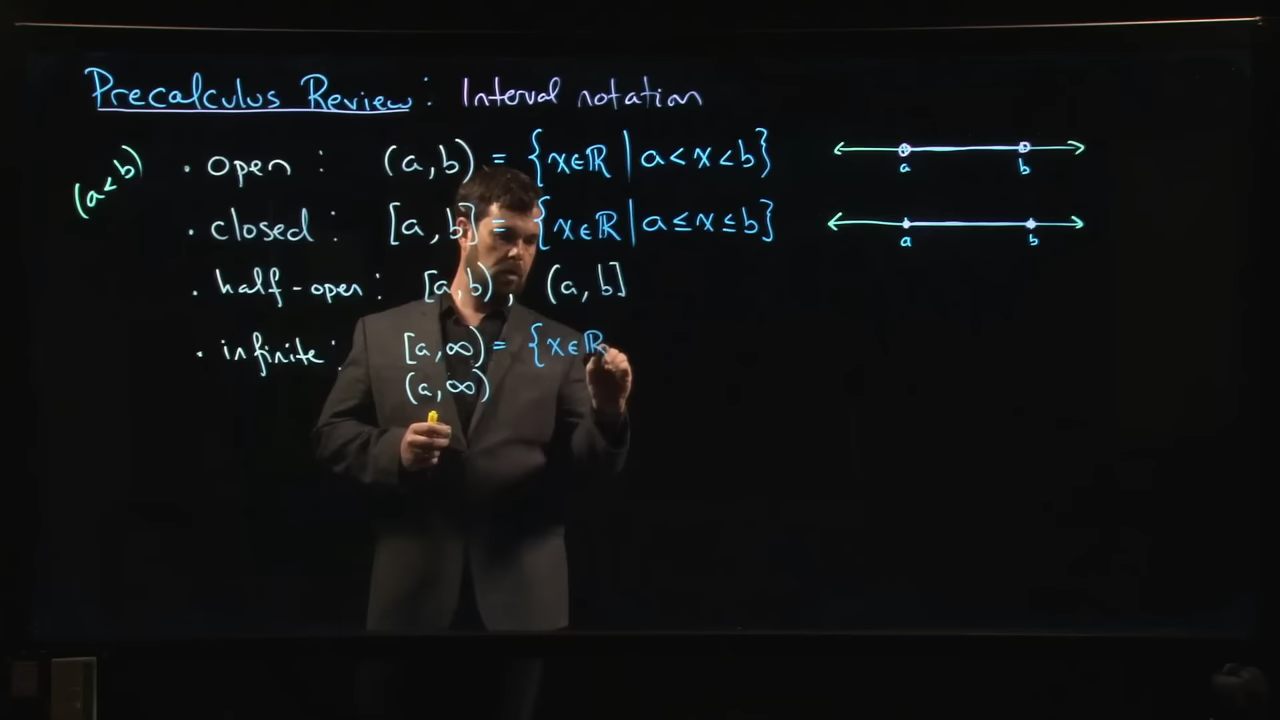 Precalculus Review: Interval notation
(a<b)
• open : (a,b) = {x∈ℝ | a<x<b}
a b
• closed : [a,b] = {x∈ℝ | a≤x≤b}
a b
• half-open : [a,b), (a,b]
• infinite : [a,∞) = {x∈ℝ
(a,∞)